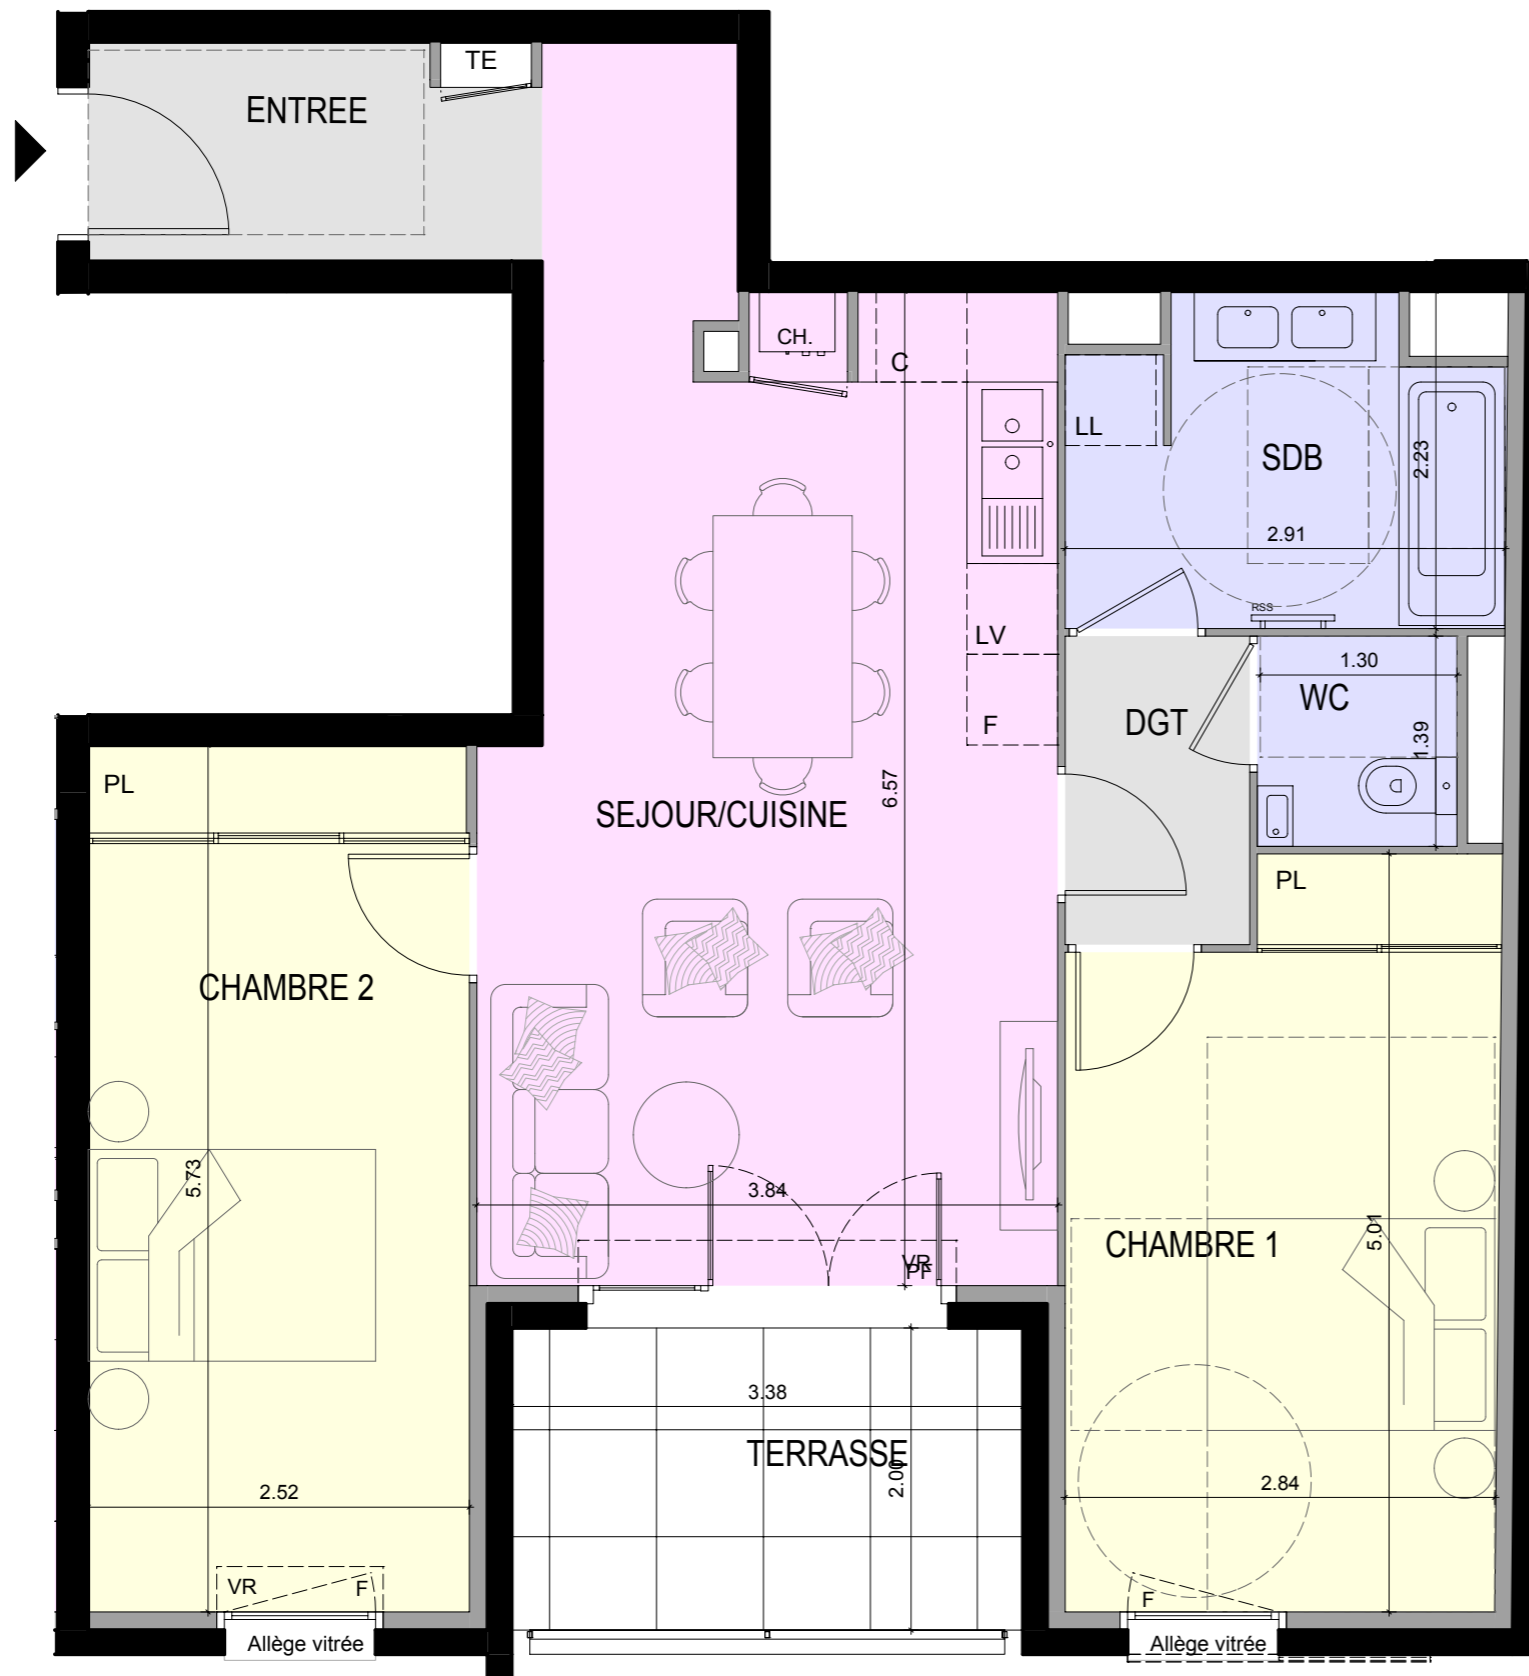 TE
ENTREE
CH.
C
LL
SDB
2.23
2.91
RSS
LV
1.30
WC
DGT
F
1.39
PL
6.57
SEJOUR/CUISINE
PL
CHAMBRE 2
5.73
3.84
5.01
CHAMBRE 1
VR
PF
3.38
TERRASSE
2.00
2.52
2.84
VR
F
F
Allège vitrée
Allège vitrée